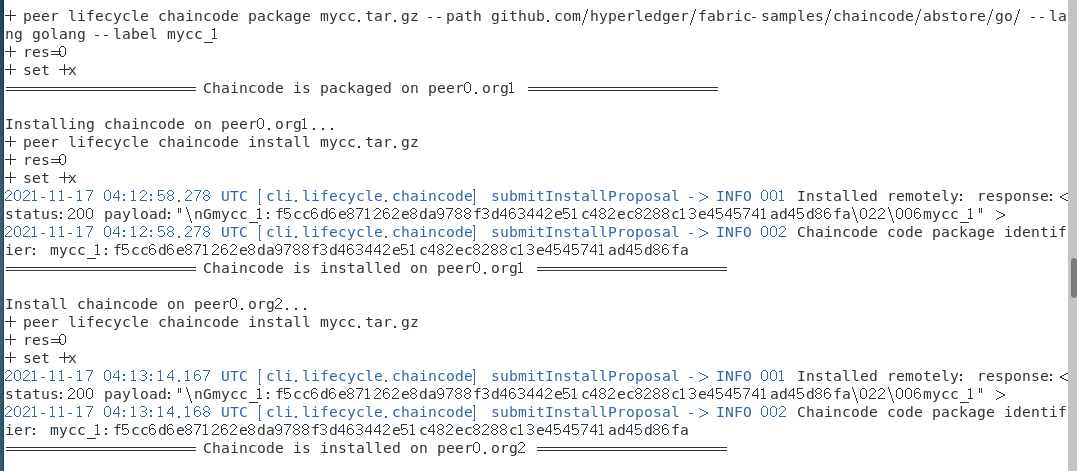 + peer lifecycle chaincode package mycc.tar.gz --path github.com/hyperledger/fabric-samples/chaincode/abstore/go/ --la
ng golang --label mycc_1
+ res=0
+ set +x
===================== Chaincode is packaged on peer0.org1 =====================
Installing chaincode on peer0.org1...
+ peer lifecycle chaincode install mycc.tar.gz
+ res=0
+ set +x
2021-11-17 04:12:58.278 UTC [cli.lifecycle.chaincode] submitInstallProposal -> INFO 001 Installed remotely: response:<
status:200 payload:"\nGmycc_1:f5cc6d6e871262e8da9788f3d463442e51c482ec8288c13e4545741ad45d86fa\022\006mycc_1" >
2021-11-17 04:12:58.278 UTC [cli.lifecycle.chaincode] submitInstallProposal -> INFO 002 Chaincode code package identif
ier: mycc_1:f5cc6d6e871262e8da9788f3d463442e51c482ec8288c13e4545741ad45d86fa
===================== Chaincode is installed on peer0.org1 =====================
Install chaincode on peer0.org2...
+ peer lifecycle chaincode install mycc.tar.gz
+ res=0
+ set +x
2021-11-17 04:13:14.167 UTC [cli.lifecycle.chaincode] submitInstallProposal -> INFO 001 Installed remotely: response:<
status:200 payload:"\nGmycc_1:f5cc6d6e871262e8da9788f3d463442e51c482ec8288c13e4545741ad45d86fa\022\006mycc_1" >
2021-11-17 04:13:14.168 UTC [cli.lifecycle.chaincode] submitInstallProposal -> INFO 002 Chaincode code package identif
ier: mycc_1:f5cc6d6e871262e8da9788f3d463442e51c482ec8288c13e4545741ad45d86fa
===================== Chaincode is installed on peer0.org2 =====================